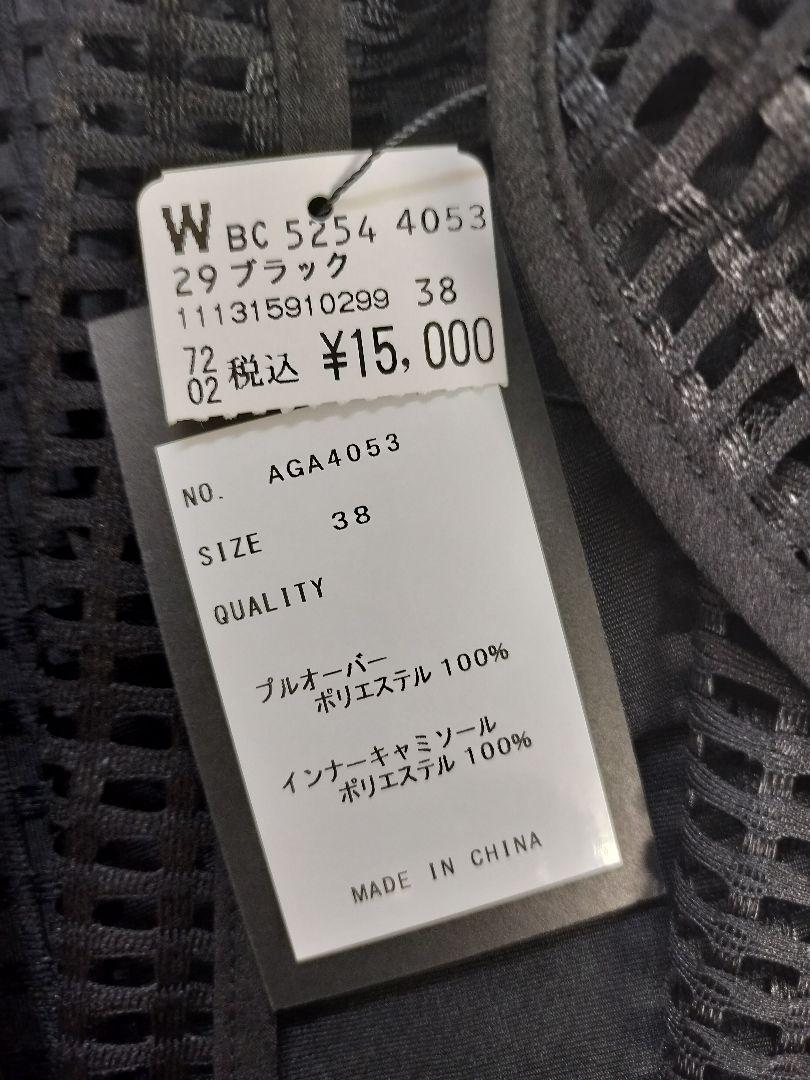 W BC 5254 4053
29 ブラック
111315910299 38
72
02 税込 ¥15,000
NO. AGA4053
SIZE 38
QUALITY
プルオーバー
ポリエステル 100%
インナーキャミソール
ポリエステル 100%
MADE IN CHINA